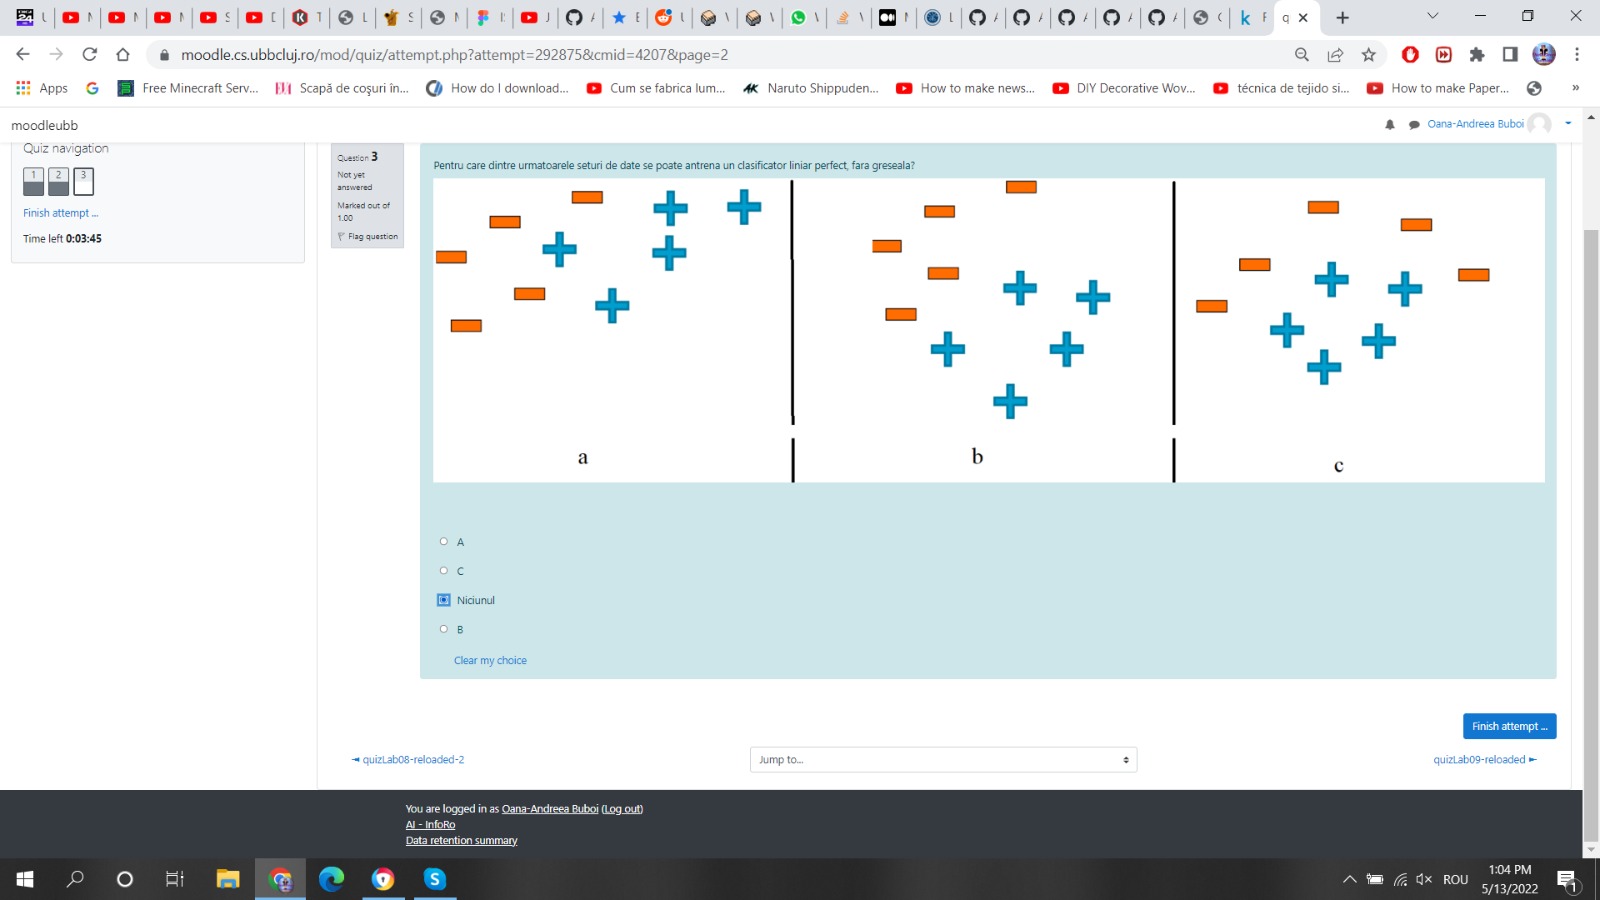 moodle.cs.ubbcluj.ro/mod/quiz/attempt.php?attempt=292875&cmid=4207&page=2
Apps Free Minecraft Serv... Scapă de coşuri în... How do I download... Cum se fabrica lum... Naruto Shippuden... How to make news... DIY Decorative Wov... técnica de tejido si... How to make Paper... »
moodleubb
Oana-Andreea Buboi
Quiz navigation
1 2 3
Finish attempt ...
Time left 0:03:45
Question 3
Not yet
answered
Marked out of
1.00
Flag question
Pentru care dintre urmatoarele seturi de date se poate antrena un clasificator liniar perfect, fara greseala?
a b c
A
C
Niciunul
B
Clear my choice
Finish attempt ...
◄ quizLab08-reloaded-2
Jump to...
quizLab09-reloaded ►
You are logged in as Oana-Andreea Buboi (Log out)
AI - InfoRo
Data retention summary
ROU
1:04 PM
5/13/2022
1